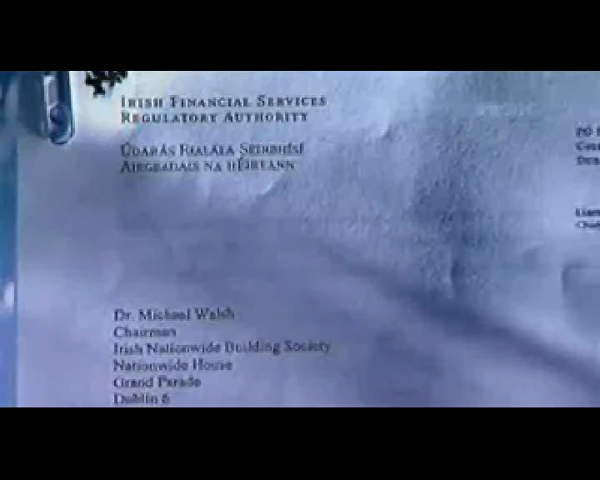 IRISH FINANCIAL SERVICES
REGULATORY AUTHORITY
ÚDARÁS RIALÁLA SEIRBHÍSÍ
AIRGEADAIS NA HÉIREANN
PO
Dr. Michael Walsh
Chairman
Irish Nationwide Building Society
Nationwide House
Grand Parade
Dublin 6